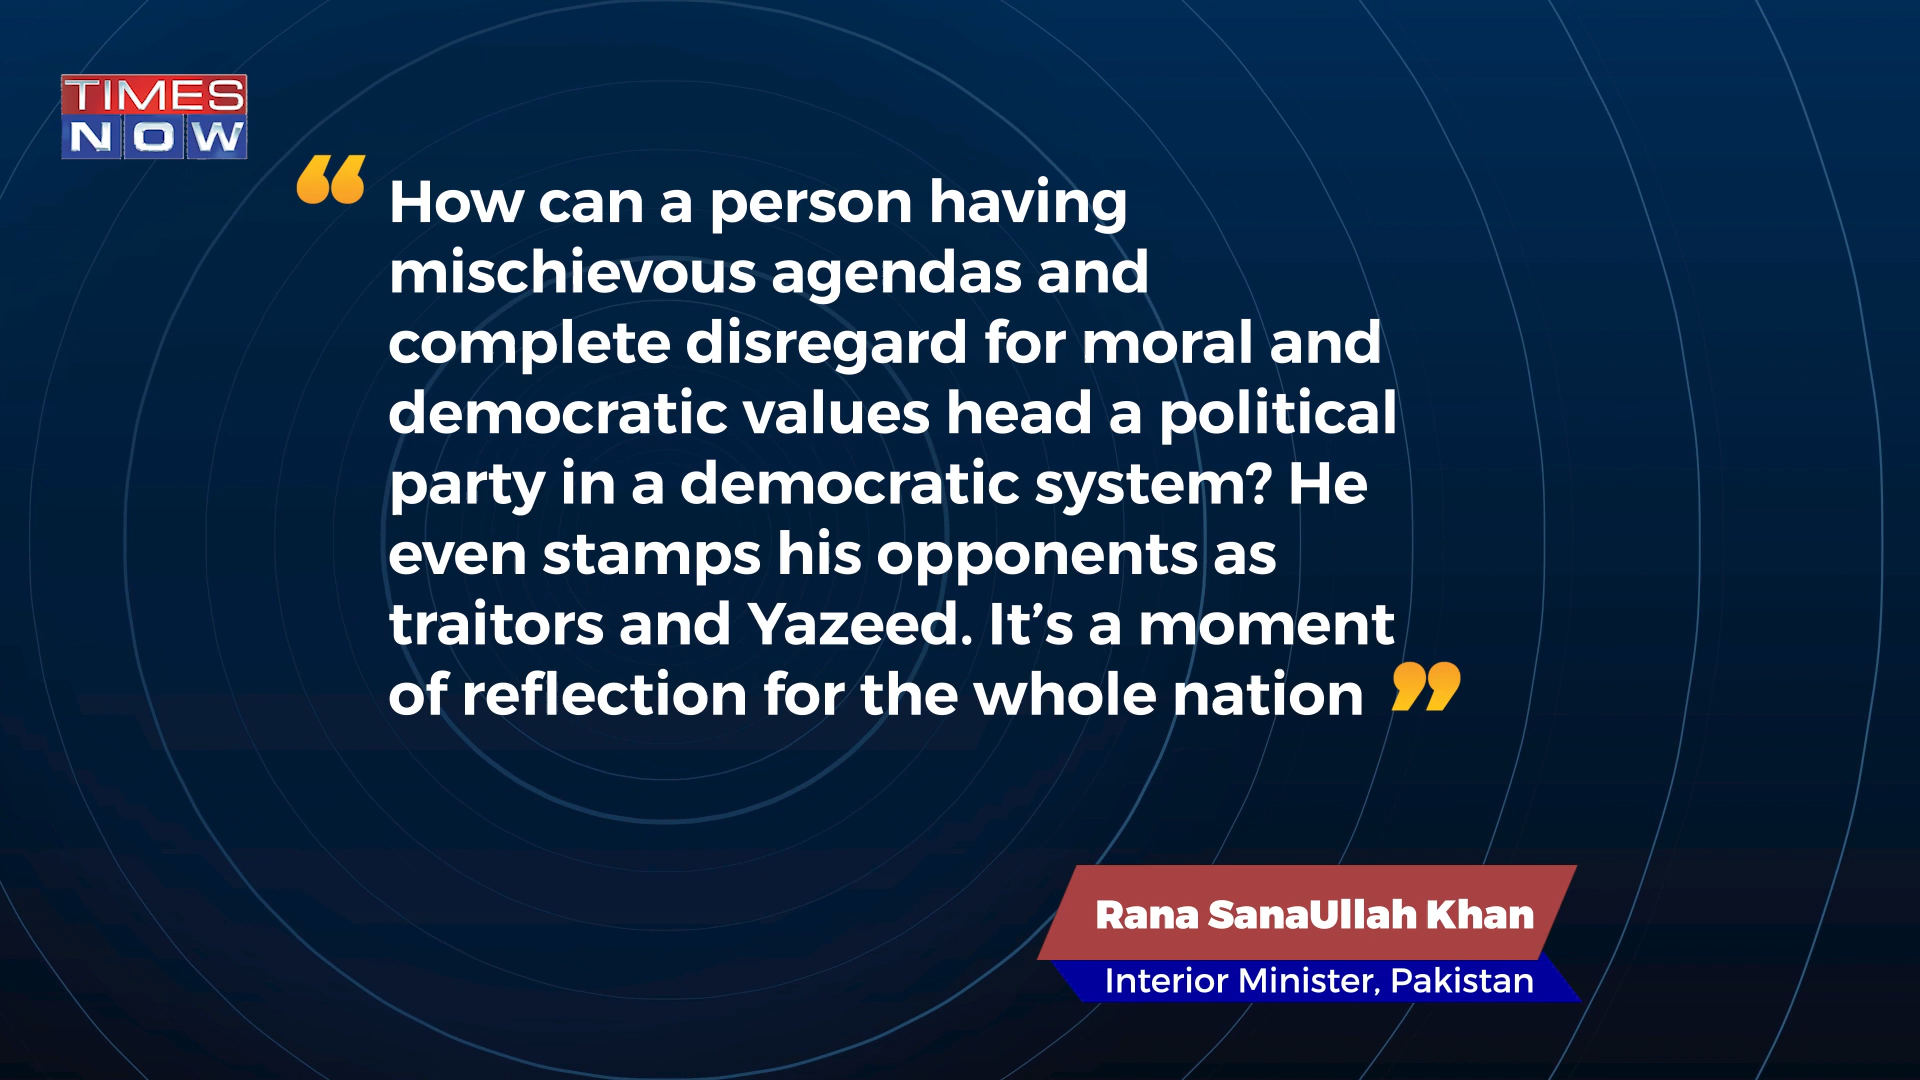 TIMES
NOW
“ How can a person having
mischievous agendas and
complete disregard for moral and
democratic values head a political
party in a democratic system? He
even stamps his opponents as
traitors and Yazeed. It’s a moment
of reflection for the whole nation ”
Rana SanaUllah Khan
Interior Minister, Pakistan